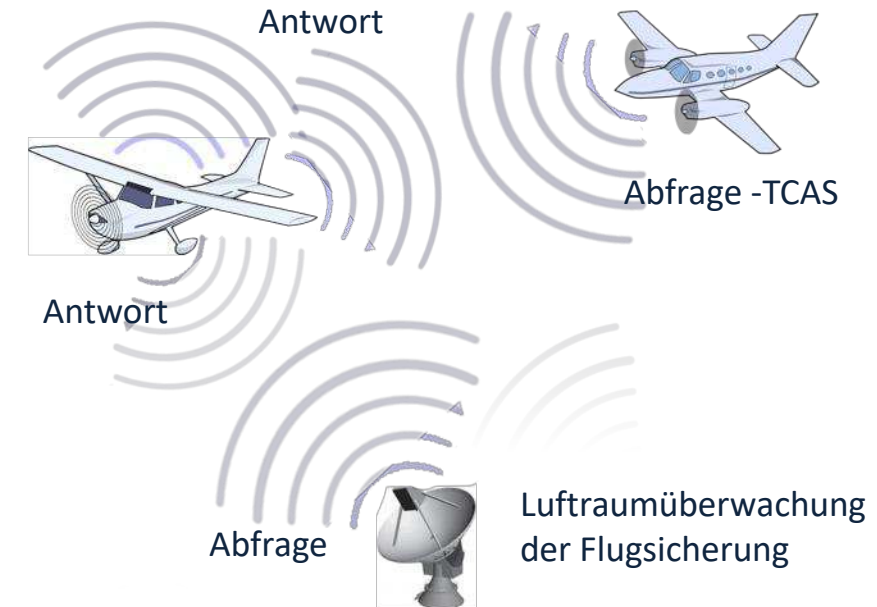 Antwort
Abfrage -TCAS
Antwort
Abfrage
Luftraumüberwachung
der Flugsicherung